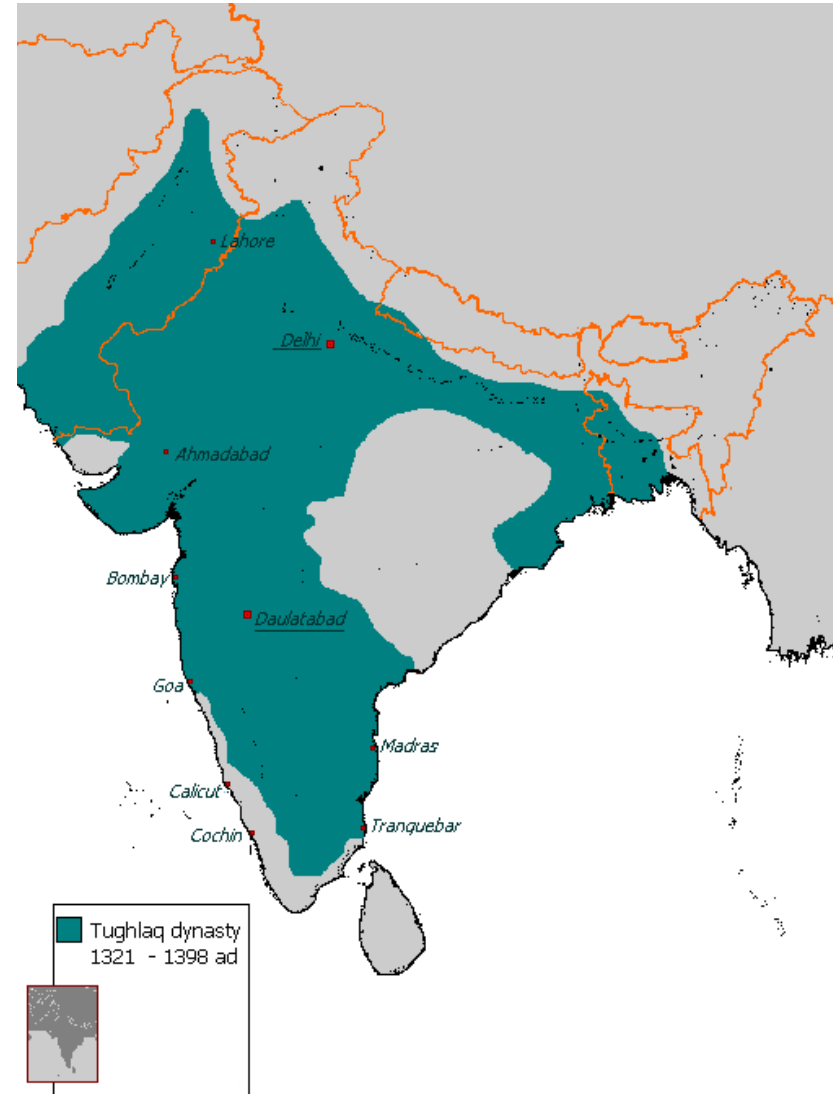 Lahore
Delhi
Ahmadabad
Bombay
Daulatabad
Goa
Madras
Calicut
Tranquebar
Cochin
Tughlaq dynasty
1321 - 1398 ad